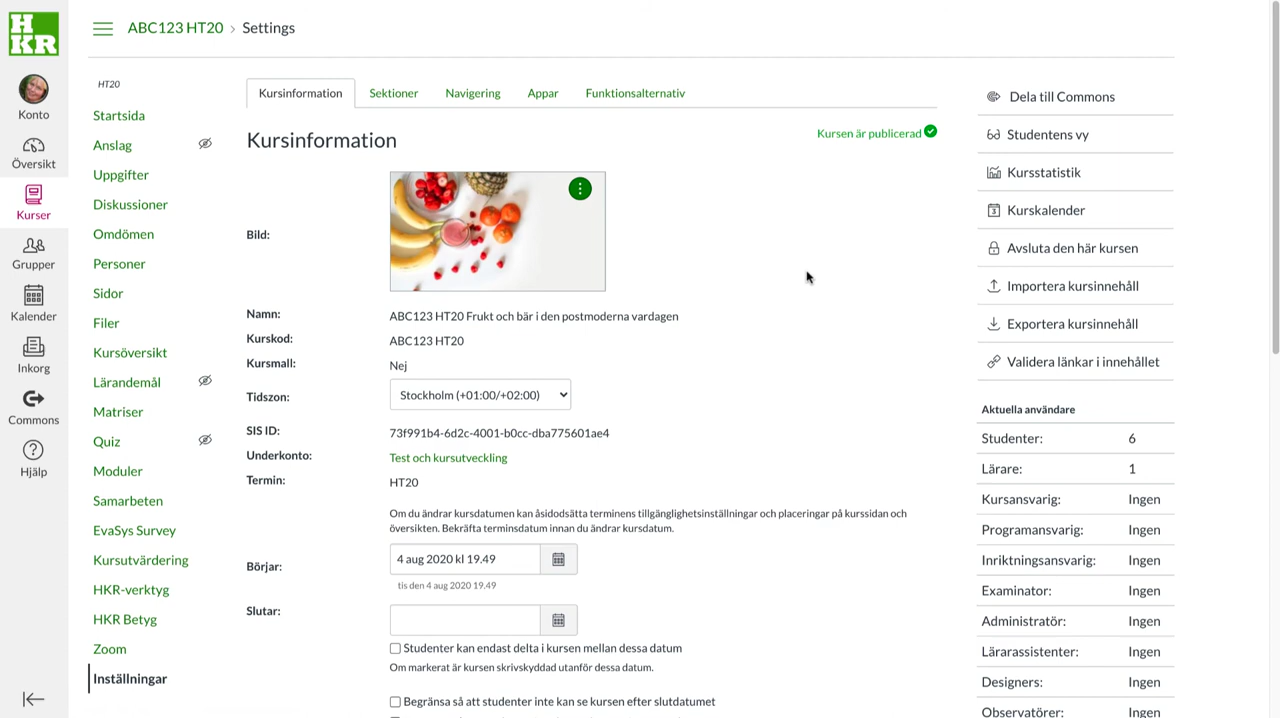 HKR
Konto
Översikt
Kurser
Grupper
Kalender
Inkorg
Commons
Hjälp
ABC123 HT20 › Settings
HT20
Startsida
Anslag
Uppgifter
Diskussioner
Omdömen
Personer
Sidor
Filer
Kursöversikt
Lärandemål
Matriser
Quiz
Moduler
Samarbeten
EvaSys Survey
Kursutvärdering
HKR-verktyg
HKR Betyg
Zoom
Inställningar
Kursinformation Sektioner Navigering Appar Funktionsalternativ
Kursinformation
Kursen är publicerad
Bild:
Namn: ABC123 HT20 Frukt och bär i den postmoderna vardagen
Kurskod: ABC123 HT20
Kursmall: Nej
Tidszon: Stockholm (+01:00/+02:00)
SIS ID: 73f991b4-6d2c-4001-b0cc-dba775601ae4
Underkonto: Test och kursutveckling
Termin: HT20
Om du ändrar kursdatumen kan åsidodsätta terminens tillgänglighetsinställningar och placeringar på kurssidan och
översikten. Bekräfta terminsdatum innan du ändrar kursdatum.
Börjar: 4 aug 2020 kl 19.49
tis den 4 aug 2020 19.49
Slutar:
Studenter kan endast delta i kursen mellan dessa datum
Om markerat är kursen skrivskyddad utanför dessa datum.
Begränsa så att studenter inte kan se kursen efter slutdatumet
Dela till Commons
Studentens vy
Kursstatistik
Kurskalender
Avsluta den här kursen
Importera kursinnehåll
Exportera kursinnehåll
Validera länkar i innehållet
Aktuella användare
Studenter: 6
Lärare: 1
Kursansvarig: Ingen
Programansvarig: Ingen
Inriktningsansvarig: Ingen
Examinator: Ingen
Administratör: Ingen
Lärarassistenter: Ingen
Designers: Ingen
Observatörer: Ingen